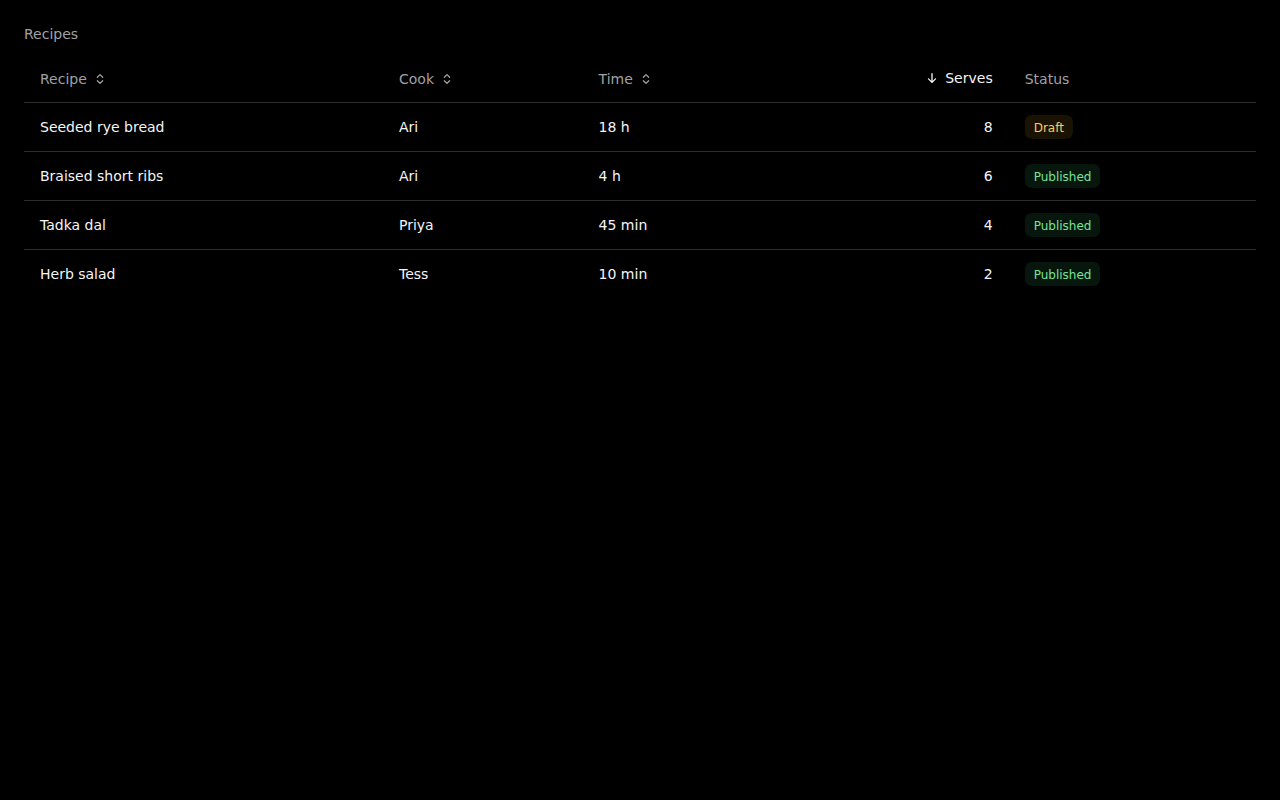 Recipes
Recipe Cook Time Serves Status
Seeded rye bread Ari 18 h 8 Draft
Braised short ribs Ari 4 h 6 Published
Tadka dal Priya 45 min 4 Published
Herb salad Tess 10 min 2 Published